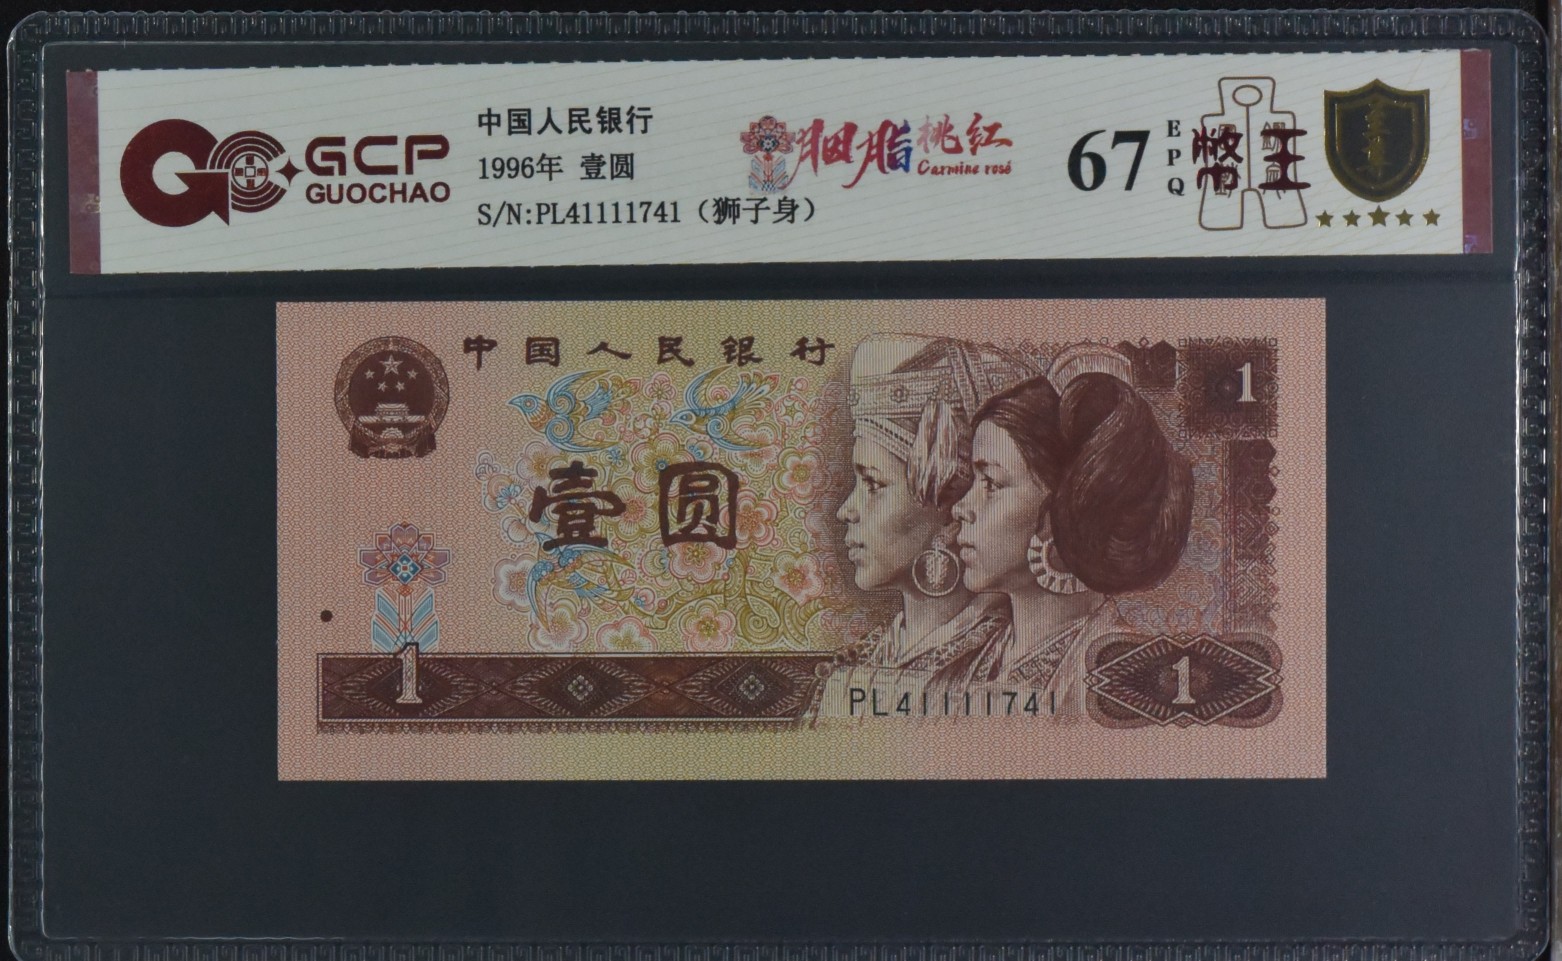 GCP
GUOCHAO
中国人民银行
1996年 壹圆
S/N:PL41111741（狮子身）
胭脂桃红
Carmine rosé
67
EPQ
幣王
中国人民银行
1
壹圆
1
PL41111741
1